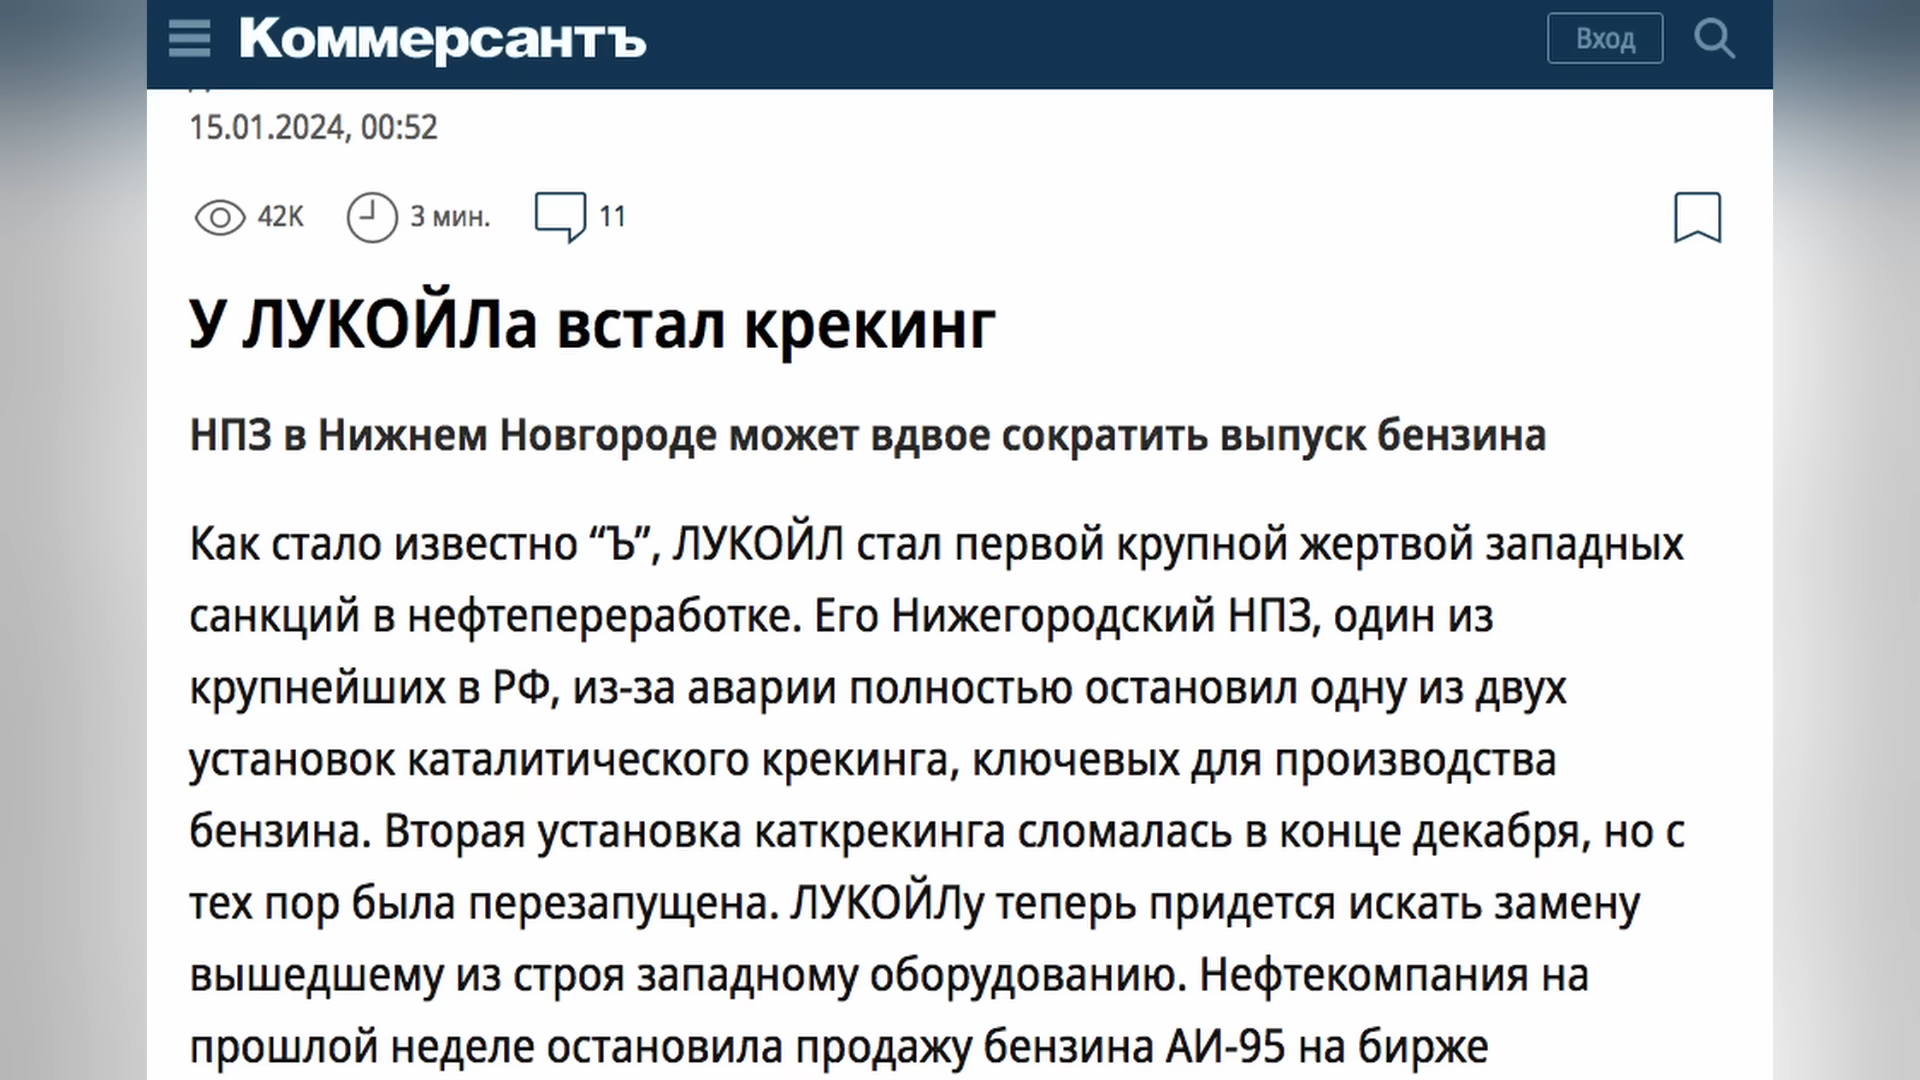 Коммерсантъ
Вход
15.01.2024, 00:52
42K 3 мин. 11
У ЛУКОЙЛа встал крекинг
НПЗ в Нижнем Новгороде может вдвое сократить выпуск бензина
Как стало известно “Ъ”, ЛУКОЙЛ стал первой крупной жертвой западных
санкций в нефтепереработке. Его Нижегородский НПЗ, один из
крупнейших в РФ, из-за аварии полностью остановил одну из двух
установок каталитического крекинга, ключевых для производства
бензина. Вторая установка каткрекинга сломалась в конце декабря, но с
тех пор была перезапущена. ЛУКОЙЛу теперь придется искать замену
вышедшему из строя западному оборудованию. Нефтекомпания на
прошлой неделе остановила продажу бензина АИ-95 на бирже